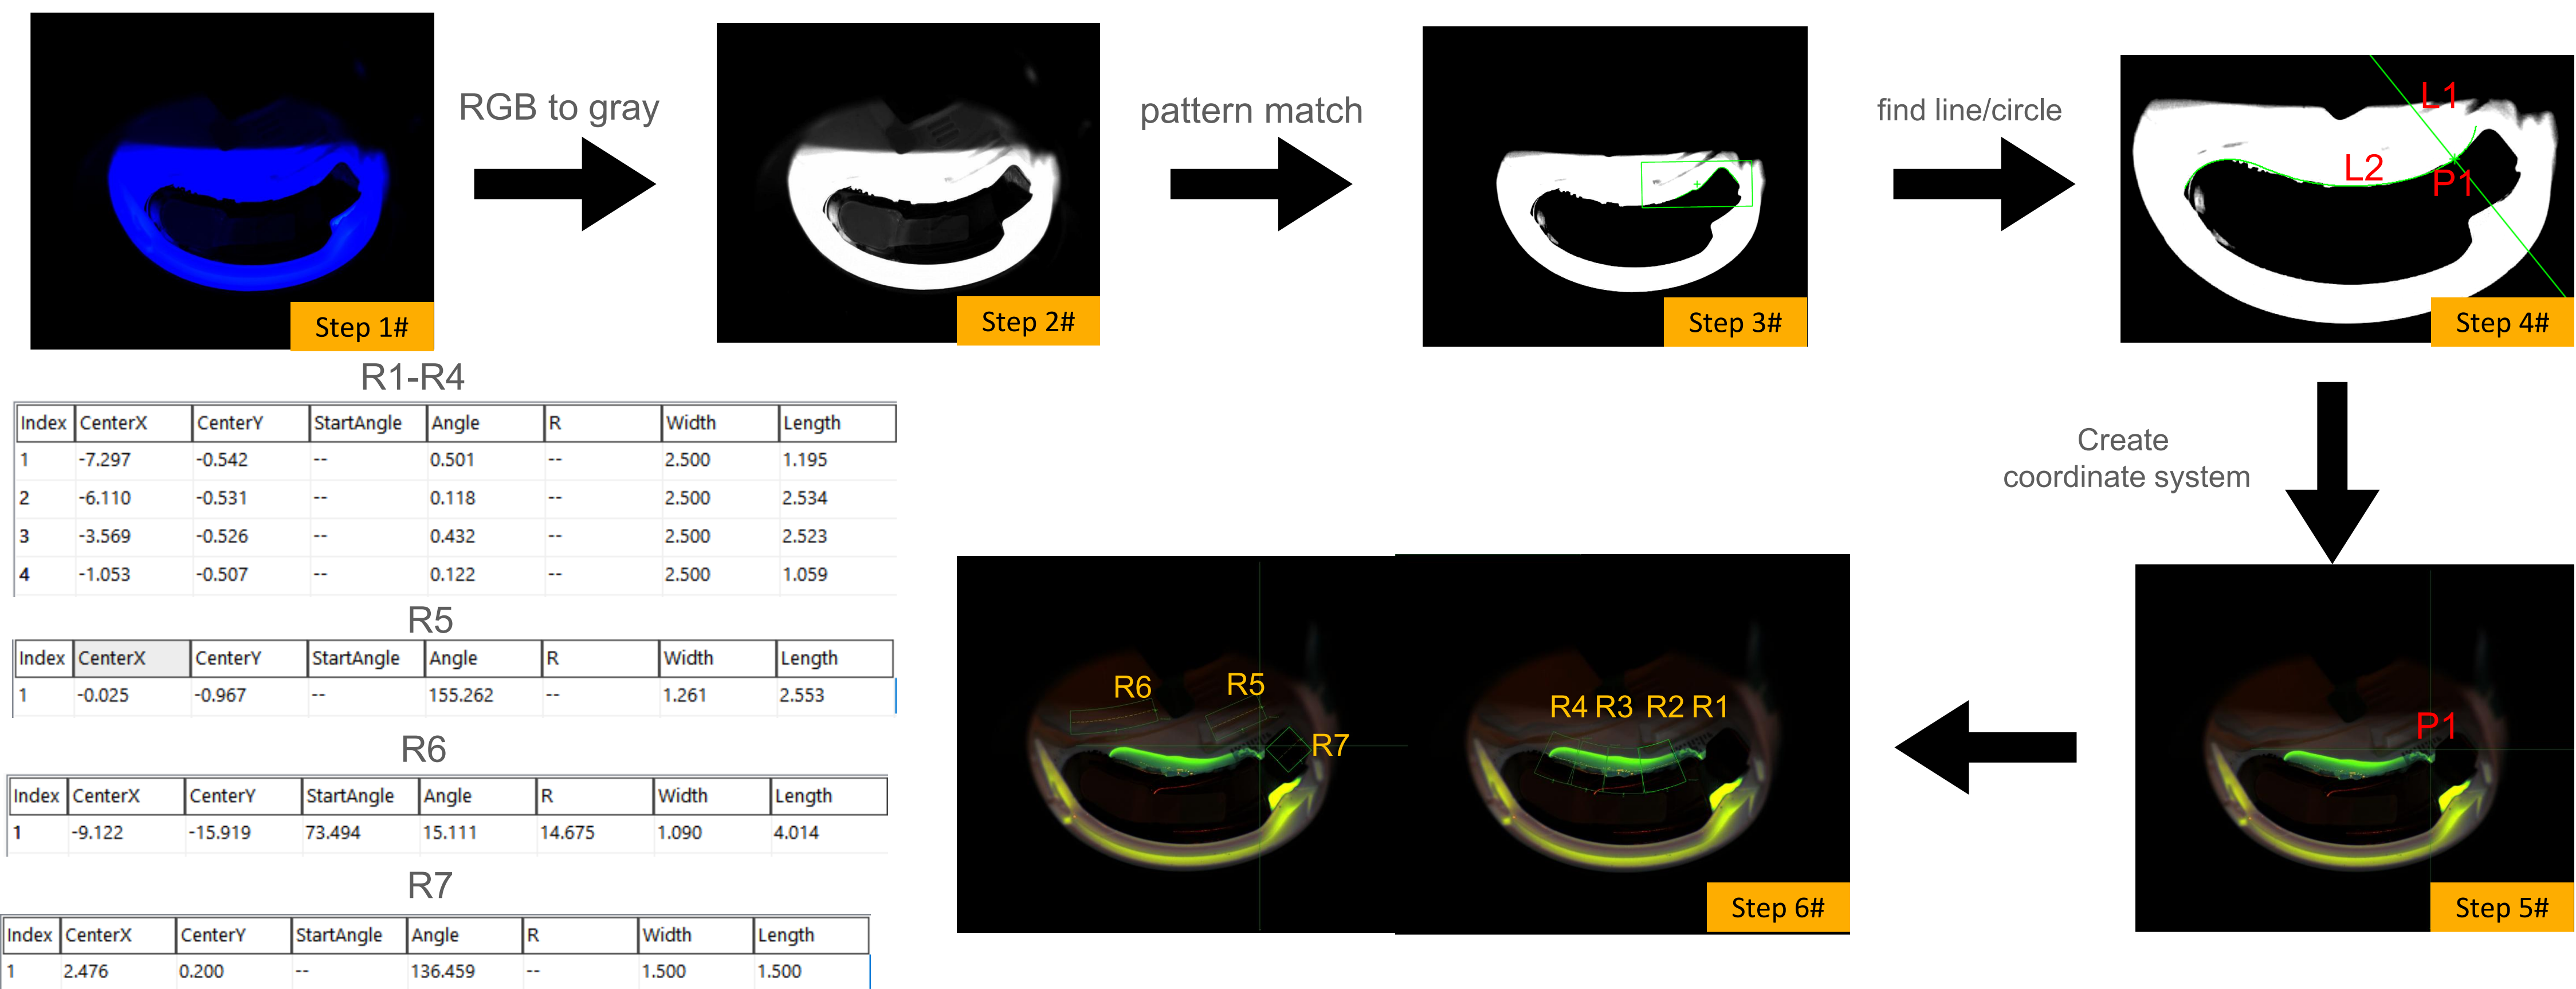 RGB to gray
pattern match
find line/circle
L1
L2
P1
Step 1#
Step 2#
Step 3#
Step 4#
R1-R4
Index CenterX CenterY StartAngle Angle R Width Length
1 -7.297 -0.542 -- 0.501 -- 2.500 1.195
2 -6.110 -0.531 -- 0.118 -- 2.500 2.534
3 -3.569 -0.526 -- 0.432 -- 2.500 2.523
4 -1.053 -0.507 -- 0.122 -- 2.500 1.059
R5
Index CenterX CenterY StartAngle Angle R Width Length
1 -0.025 -0.967 -- 155.262 -- 1.261 2.553
R6
Index CenterX CenterY StartAngle Angle R Width Length
1 -9.122 -15.919 73.494 15.111 14.675 1.090 4.014
R7
Index CenterX CenterY StartAngle Angle R Width Length
1 2.476 0.200 -- 136.459 -- 1.500 1.500
Create
coordinate system
R6 R5
R7
R4 R3 R2 R1
Step 6#
P1
Step 5#